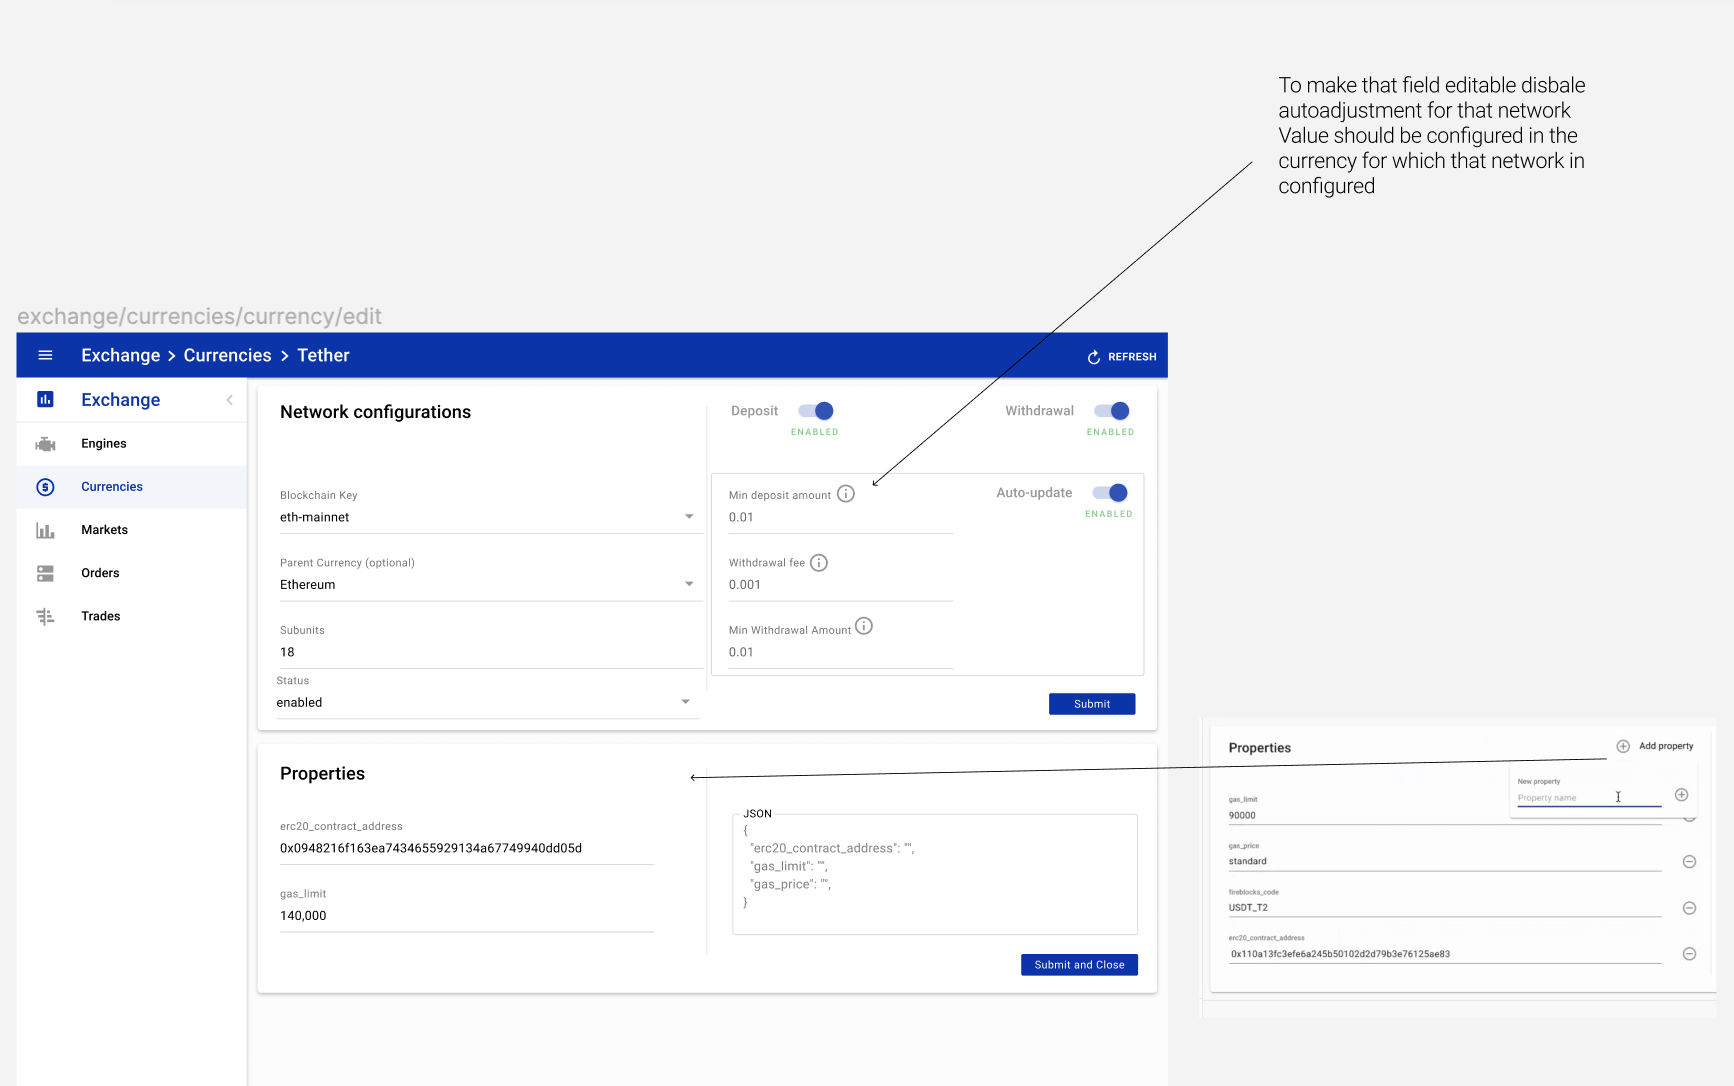 To make that field editable disbale
autoadjustment for that network
Value should be configured in the
currency for which that network in
configured
exchange/currencies/currency/edit
Exchange > Currencies > Tether
REFRESH
Exchange
Engines
Currencies
Markets
Orders
Trades
Network configurations
Blockchain Key
eth-mainnet
Parent Currency (optional)
Ethereum
Subunits
18
Status
enabled
Deposit
ENABLED
Withdrawal
ENABLED
Min deposit amount
0.01
Auto-update
ENABLED
Withdrawal fee
0.001
Min Withdrawal Amount
0.01
Submit
Properties
erc20_contract_address
0x0948216f163ea7434655929134a67749940dd05d
gas_limit
140,000
JSON
{
"erc20_contract_address": "",
"gas_limit": "",
"gas_price": "",
}
Submit and Close
Properties
Add property
New property
Property name
gas_limit
90000
gas_price
standard
fireblocks_code
USDT_T2
erc20_contract_address
0x110a13fc3efe6a245b50102d2d79b3e76125ae83